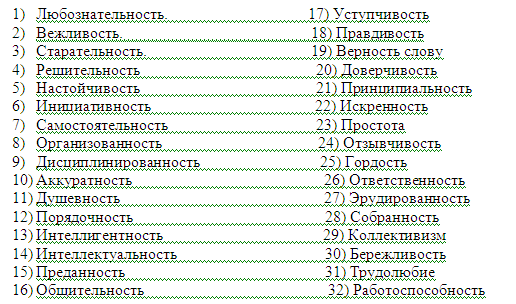 1) Любознательность. 17) Уступчивость
2) Вежливость. 18) Правдивость
3) Старательность. 19) Верность слову
4) Решительность 20) Доверчивость
5) Настойчивость 21) Принципиальность
6) Инициативность 22) Искренность
7) Самостоятельность 23) Простота
8) Организованность 24) Отзывчивость
9) Дисциплинированность 25) Гордость
10) Аккуратность 26) Ответственность
11) Душевность 27) Эрудированность
12) Порядочность 28) Собранность
13) Интеллигентность 29) Коллективизм
14) Интеллектуальность 30) Бережливость
15) Преданность 31) Трудолюбие
16) Общительность 32) Работоспособность